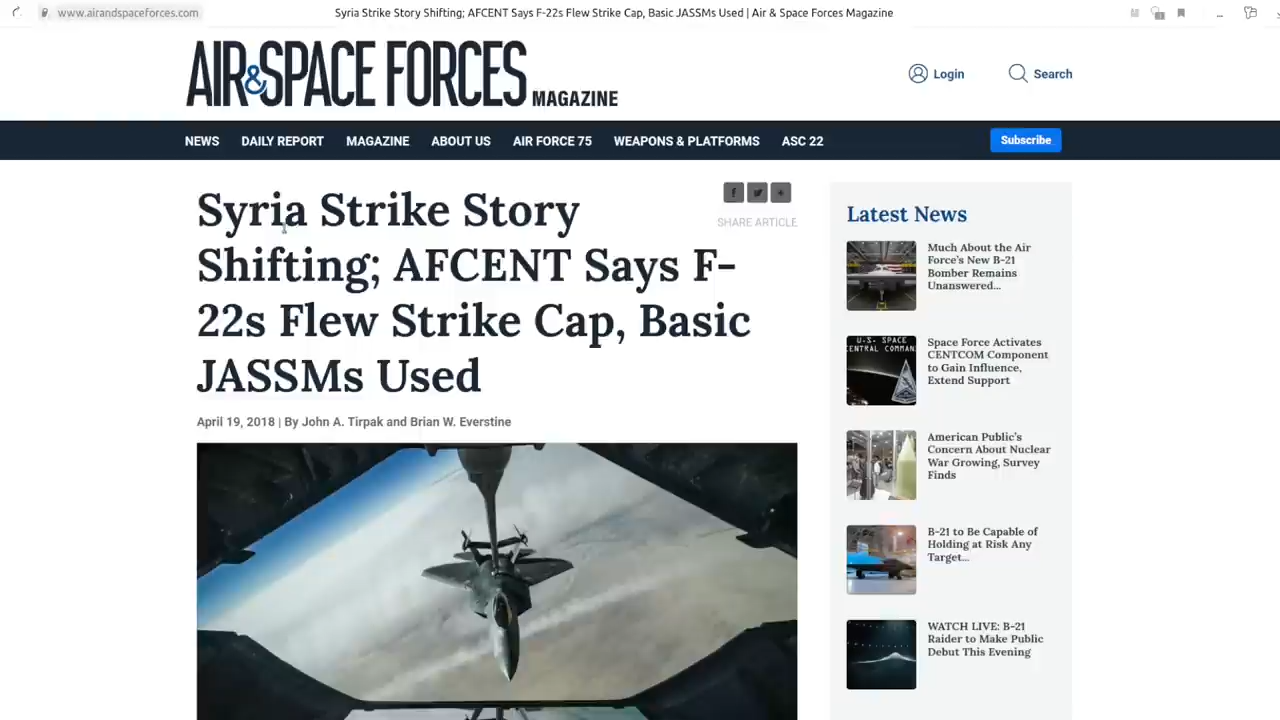 www.airandspaceforces.com
Syria Strike Story Shifting; AFCENT Says F-22s Flew Strike Cap, Basic JASSMs Used | Air & Space Forces Magazine
AIR&SPACE FORCES MAGAZINE
Login
Search
NEWS DAILY REPORT MAGAZINE ABOUT US AIR FORCE 75 WEAPONS & PLATFORMS ASC 22
Subscribe
Syria Strike Story
Shifting; AFCENT Says F-
22s Flew Strike Cap, Basic
JASSMs Used
SHARE ARTICLE
April 19, 2018 | By John A. Tirpak and Brian W. Everstine
Latest News
Much About the Air
Force's New B-21
Bomber Remains
Unanswered...
U.S. SPACE
CENTRAL COMMAN
Space Force Activates
CENTCOM Component
to Gain Influence,
Extend Support
American Public's
Concern About Nuclear
War Growing, Survey
Finds
B-21 to Be Capable of
Holding at Risk Any
Target...
WATCH LIVE: B-21
Raider to Make Public
Debut This Evening